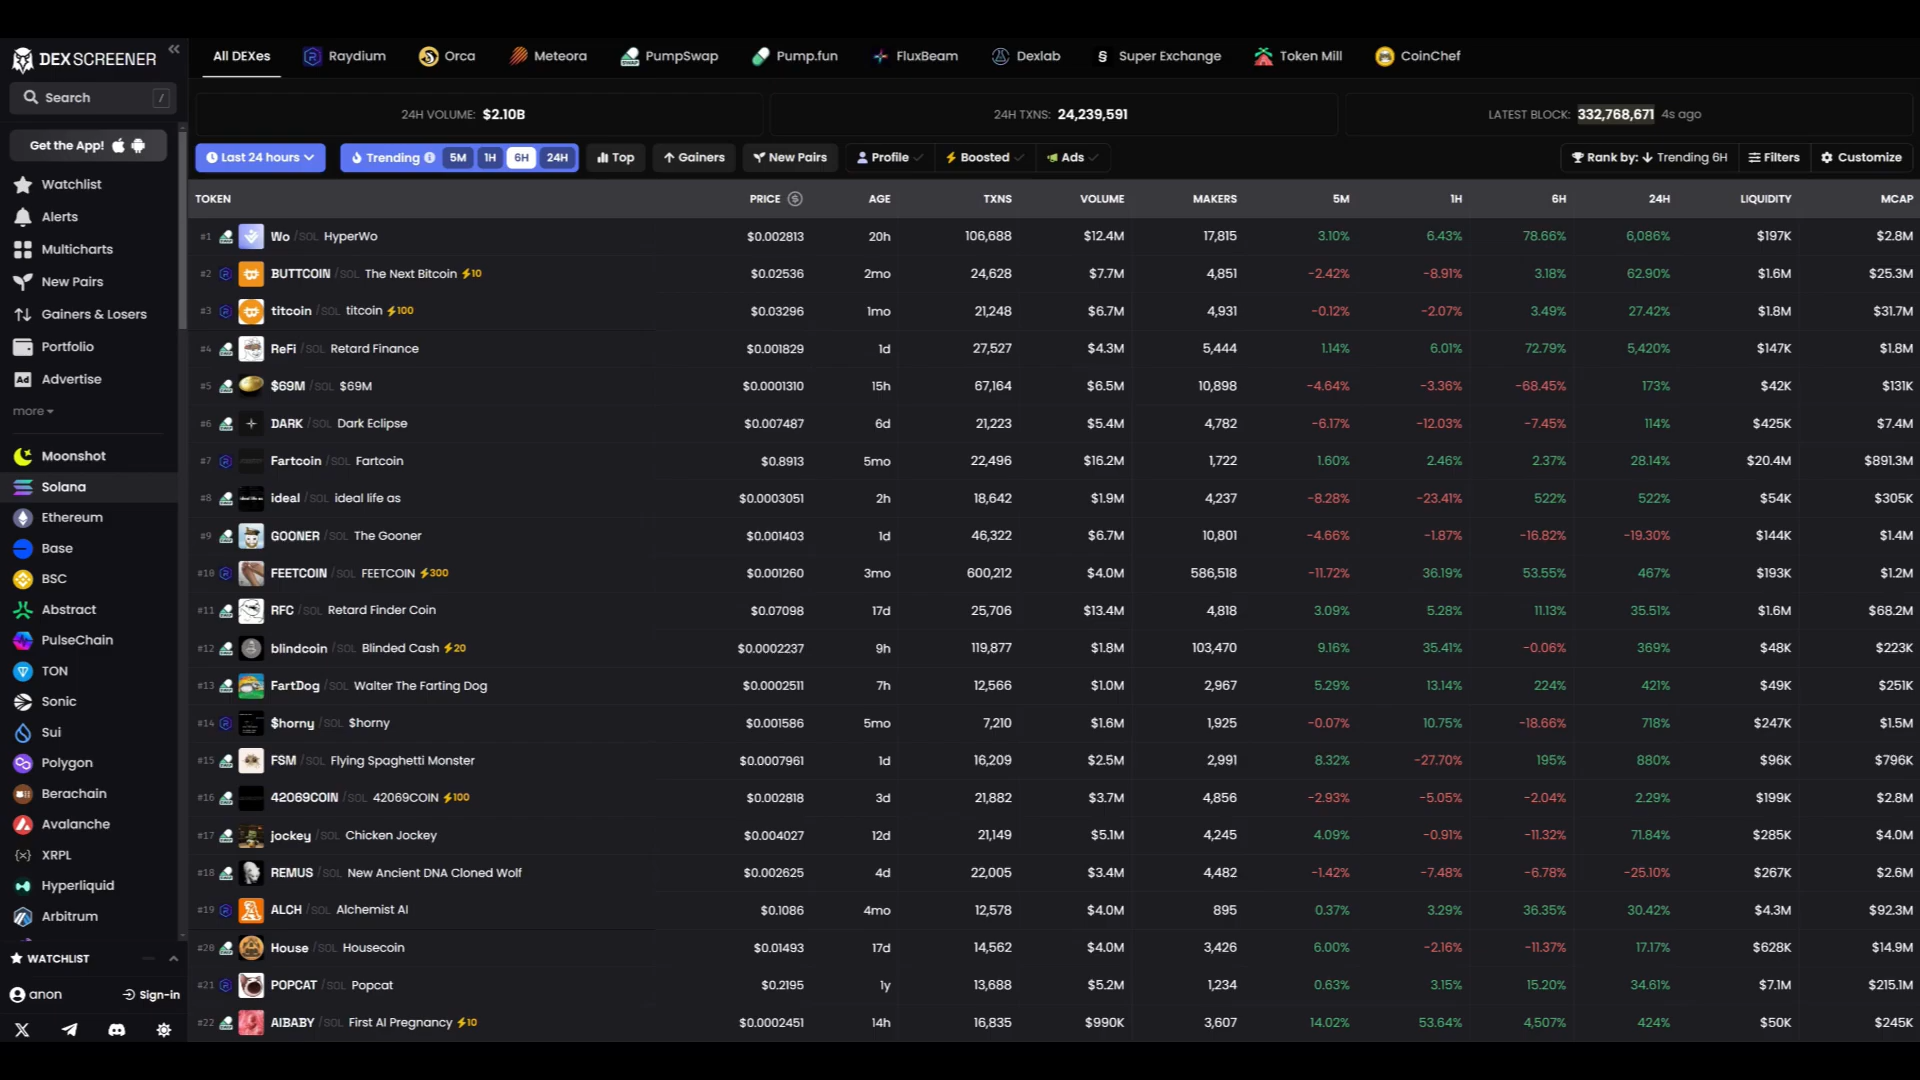 DEX SCREENER
All DEXes Raydium Orca Meteora PumpSwap Pump.fun FluxBeam Dexlab Super Exchange Token Mill CoinChef
Search /
24H VOLUME: $2.10B 24H TXNS: 24,239,591 LATEST BLOCK: 332,768,671 4s ago
Get the App!
Last 24 hours Trending 5M 1H 6H 24H Top Gainers New Pairs Profile Boosted Ads Rank by: Trending 6H Filters Customize
Watchlist
Alerts
Multicharts
New Pairs
Gainers & Losers
Portfolio
Ad Advertise
more
Moonshot
Solana
Ethereum
Base
BSC
Abstract
PulseChain
TON
Sonic
Sui
Polygon
Berachain
Avalanche
XRPL
Hyperliquid
Arbitrum
WATCHLIST
anon Sign-in
TOKEN PRICE AGE TXNS VOLUME MAKERS 5M 1H 6H 24H LIQUIDITY MCAP
#1 Wo /SOL HyperWo $0.002813 20h 106,688 $12.4M 17,815 3.10% 6.43% 78.66% 6,086% $197K $2.8M
#2 BUTTCOIN /SOL The Next Bitcoin 10 $0.02536 2mo 24,628 $7.7M 4,851 -2.42% -8.91% 3.18% 62.90% $1.6M $25.3M
#3 titcoin /SOL titcoin 100 $0.03296 1mo 21,248 $6.7M 4,931 -0.12% -2.07% 3.49% 27.42% $1.8M $31.7M
#4 ReFi /SOL Retard Finance $0.001829 1d 27,527 $4.3M 5,444 1.14% 6.01% 72.79% 5,420% $147K $1.8M
#5 $69M /SOL $69M $0.0001310 15h 67,164 $6.5M 10,898 -4.64% -3.36% -68.45% 173% $42K $131K
#6 DARK /SOL Dark Eclipse $0.007487 6d 21,223 $5.4M 4,782 -6.17% -12.03% -7.45% 114% $425K $7.4M
#7 Fartcoin /SOL Fartcoin $0.8913 5mo 22,496 $16.2M 1,722 1.60% 2.46% 2.37% 28.14% $20.4M $891.3M
#8 ideal /SOL ideal life as $0.0003051 2h 18,642 $1.9M 4,237 -8.28% -23.41% 522% 522% $54K $305K
#9 GOONER /SOL The Gooner $0.001403 1d 46,322 $6.7M 10,801 -4.66% -1.87% -16.82% -19.30% $144K $1.4M
#10 FEETCOIN /SOL FEETCOIN 300 $0.001260 3mo 600,212 $4.0M 586,518 -11.72% 36.19% 53.55% 467% $193K $1.2M
#11 RFC /SOL Retard Finder Coin $0.07098 17d 25,706 $13.4M 4,818 3.09% 5.28% 11.13% 35.51% $1.6M $68.2M
#12 blindcoin /SOL Blinded Cash 20 $0.0002237 9h 119,877 $1.8M 103,470 9.16% 35.41% -0.06% 369% $48K $223K
#13 FartDog /SOL Walter The Farting Dog $0.0002511 7h 12,566 $1.0M 2,967 5.29% 13.14% 224% 421% $49K $251K
#14 $horny /SOL $horny $0.001586 5mo 7,210 $1.6M 1,925 -0.07% 10.75% -18.66% 718% $247K $1.5M
#15 FSM /SOL Flying Spaghetti Monster $0.0007961 1d 16,209 $2.5M 2,991 8.32% -27.70% 195% 880% $96K $796K
#16 42069COIN /SOL 42069COIN 100 $0.002818 3d 21,882 $3.7M 4,856 -2.93% -5.05% -2.04% 2.29% $199K $2.8M
#17 jockey /SOL Chicken Jockey $0.004027 12d 21,149 $5.1M 4,245 4.09% -0.91% -11.32% 71.84% $285K $4.0M
#18 REMUS /SOL New Ancient DNA Cloned Wolf $0.002625 4d 22,005 $3.4M 4,482 -1.42% -7.48% -6.78% -25.10% $267K $2.6M
#19 ALCH /SOL Alchemist AI $0.1086 4mo 12,578 $4.0M 895 0.37% 3.29% 36.35% 30.42% $4.3M $92.3M
#20 House /SOL Housecoin $0.01493 17d 14,562 $4.0M 3,426 6.00% -2.16% -11.37% 17.17% $628K $14.9M
#21 POPCAT /SOL Popcat $0.2195 1y 13,688 $5.2M 1,234 0.63% 3.15% 15.20% 34.61% $7.1M $215.1M
#22 AIBABY /SOL First AI Pregnancy 10 $0.0002451 14h 16,835 $990K 3,607 14.02% 53.64% 4,507% 424% $50K $245K